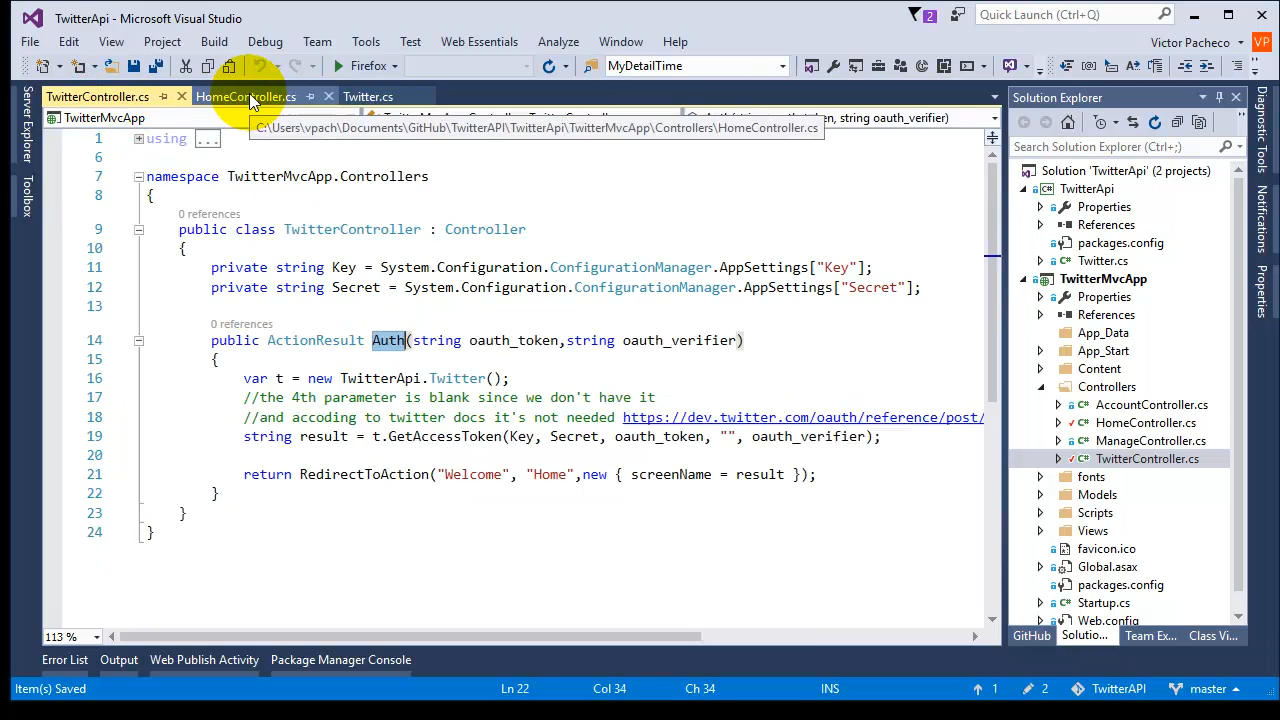 TwitterApi - Microsoft Visual Studio
2
Quick Launch (Ctrl+;)
File Edit View Project Build Debug Team Tools Test Web Essentials Analyze Window Help
Victor Pacheco
VP
Firefox
MyDetailTime
TwitterController.cs
HomeController.cs
Twitter.cs
TwitterMvcApp
string oauth_verifier)
C:\Users\vpach\Documents\GitHub\TwitterAPI\TwitterApi\TwitterMvcApp\Controllers\HomeController.cs
1 using ...
6
7 namespace TwitterMvcApp.Controllers
8 {
0 references
9 public class TwitterController : Controller
10 {
11 private string Key = System.Configuration.ConfigurationManager.AppSettings["Key"];
12 private string Secret = System.Configuration.ConfigurationManager.AppSettings["Secret"];
13
0 references
14 public ActionResult Auth(string oauth_token,string oauth_verifier)
15 {
16 var t = new TwitterApi.Twitter();
17 //the 4th parameter is blank since we don't have it
18 //and accoding to twitter docs it's not needed https://dev.twitter.com/oauth/reference/post/
19 string result = t.GetAccessToken(Key, Secret, oauth_token, "", oauth_verifier);
20
21 return RedirectToAction("Welcome", "Home",new { screenName = result });
22 }
23 }
24 }
113 %
Server Explorer
Toolbox
Solution Explorer
Search Solution Explorer (Ctrl+;)
Solution 'TwitterApi' (2 projects)
TwitterApi
Properties
References
packages.config
Twitter.cs
TwitterMvcApp
Properties
References
App_Data
App_Start
Content
Controllers
AccountController.cs
HomeController.cs
ManageController.cs
TwitterController.cs
fonts
Models
Scripts
Views
favicon.ico
Global.asax
packages.config
Startup.cs
Web.config
GitHub Solutio... Team Ex... Class Vi...
Diagnostic Tools
Notifications
Properties
Error List Output Web Publish Activity Package Manager Console
Item(s) Saved Ln 22 Col 34 Ch 34 INS 1 2 TwitterAPI master